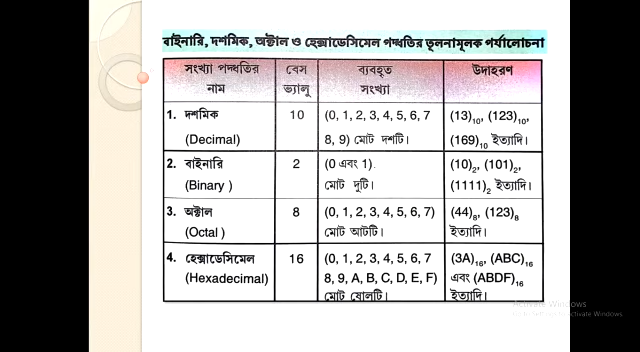 বাইনারি, দশমিক, অক্টাল ও হেক্সাডেসিমেল পদ্ধতির তুলনামূলক পর্যালোচনা
সংখ্যা পদ্ধতির নাম | বেস ভ্যালু | ব্যবহৃত সংখ্যা | উদাহরণ
1. দশমিক | 10 | (0, 1, 2, 3, 4, 5, 6, 7 | (13)₁₀, (123)₁₀,
(Decimal) | 8, 9) মোট দশটি। | (169)₁₀ ইত্যাদি।
2. বাইনারি | 2 | (0 এবং 1). | (10)₂, (101)₂,
(Binary ) | মোট দুটি। | (1111)₂ ইত্যাদি।
3. অক্টাল | 8 | (0, 1, 2, 3, 4, 5, 6, 7) | (44)₈, (123)₈
(Octal ) | মোট আটটি। | ইত্যাদি।
4. হেক্সাডেসিমেল | 16 | (0, 1, 2, 3, 4, 5, 6, 7 | (3A)₁₆, (ABC)₁₆
(Hexadecimal) | 8, 9, A, B, C, D, E, F) | এবং (ABDF)₁₆
মোট ষোলটি। | ইত্যাদি।
Activate Windows
Activate Windows.